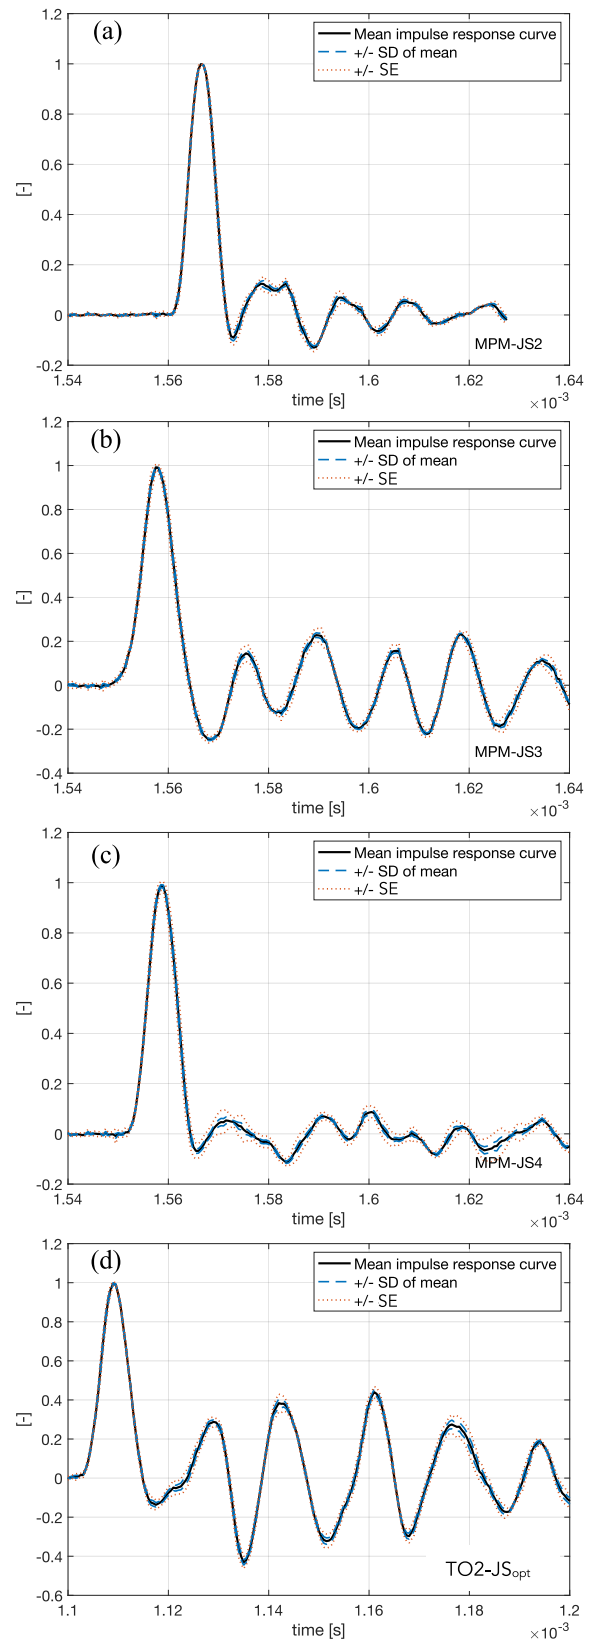 (a)
Mean impulse response curve
+/- SD of mean
+/- SE
1.2
1
0.8
0.6
0.4
0.2
0
-0.2
[-]
MPM-JS2
1.54 1.56 1.58 1.6 1.62 1.64
time [s] ×10⁻³
(b)
Mean impulse response curve
+/- SD of mean
+/- SE
1.2
1
0.8
0.6
0.4
0.2
0
-0.2
-0.4
[-]
MPM-JS3
1.54 1.56 1.58 1.6 1.62 1.64
time [s] ×10⁻³
(c)
Mean impulse response curve
+/- SD of mean
+/- SE
1.2
1
0.8
0.6
0.4
0.2
0
-0.2
[-]
MPM-JS4
1.54 1.56 1.58 1.6 1.62 1.64
time [s] ×10⁻³
(d)
Mean impulse response curve
+/- SD of mean
+/- SE
1.2
1
0.8
0.6
0.4
0.2
0
-0.2
-0.4
-0.6
[-]
TO2-JSopt
1.1 1.12 1.14 1.16 1.18 1.2
time [s] ×10⁻³